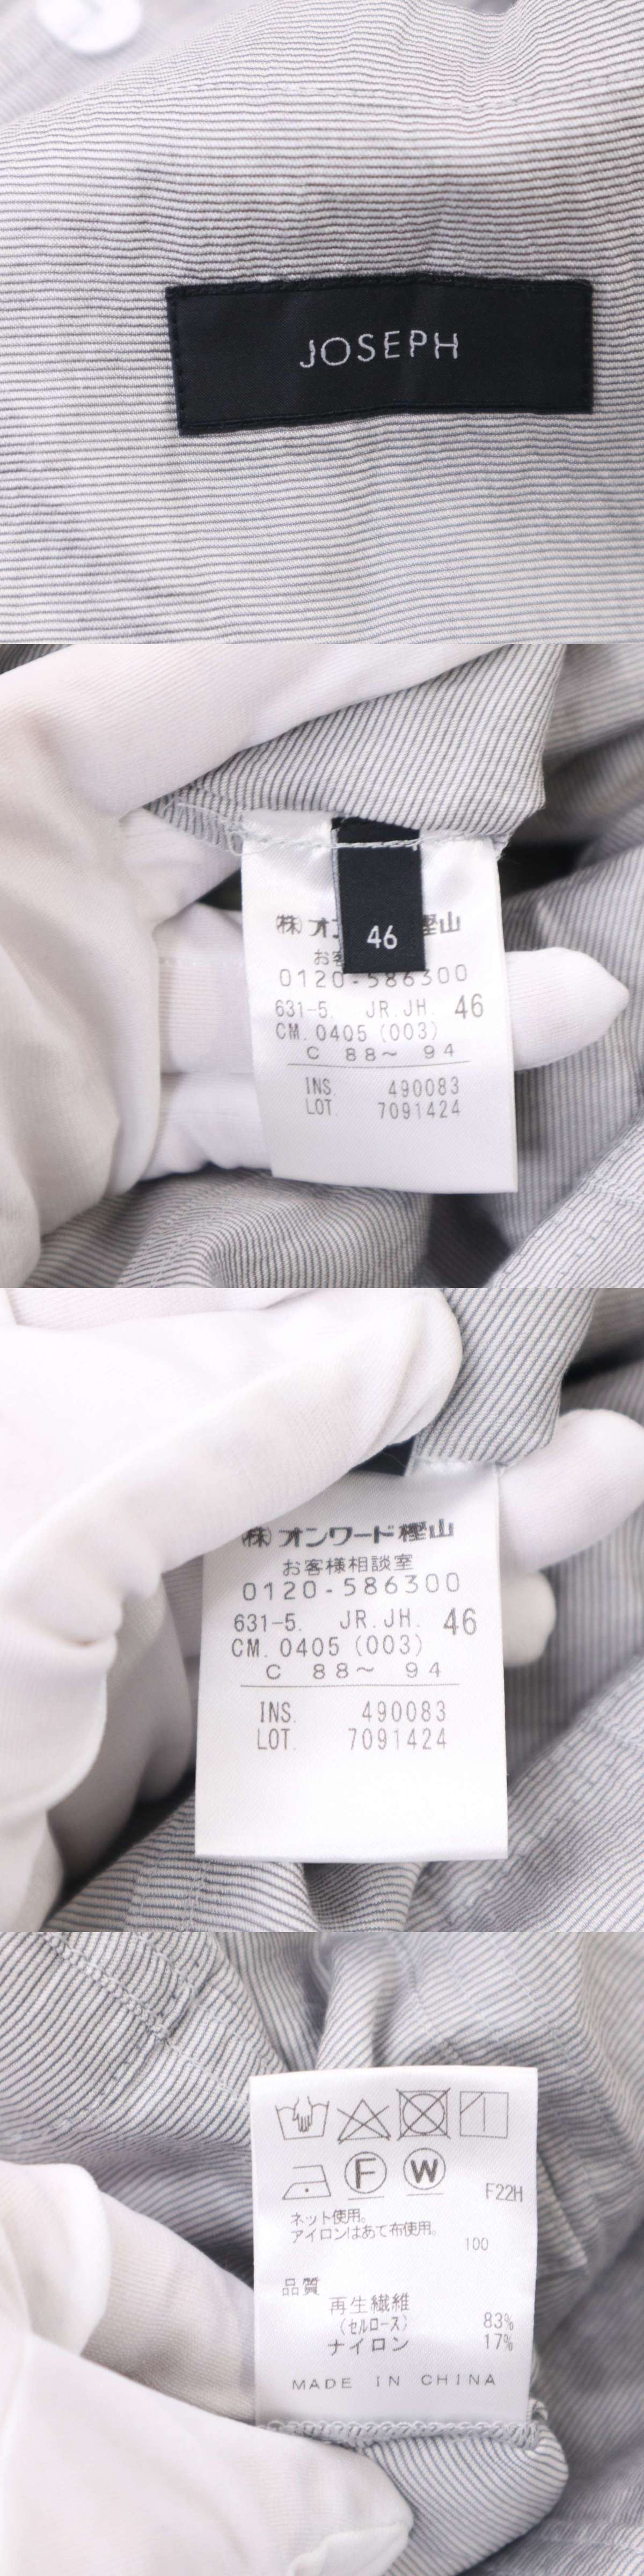 JOSEPH
㈱オ 樫山
46
お客
0120-586300
631-5. JR.JH. 46
CM.0405 (003)
C 88～ 94
INS 490083
LOT. 7091424
㈱オンワード樫山
お客様相談室
0120-586300
631-5. JR.JH. 46
CM.0405 (003)
C 88～ 94
INS. 490083
LOT. 7091424
F W
F22H
ネット使用。
アイロンはあて布使用。
100
品質
再生繊維
(セルロース) 83%
ナイロン 17%
MADE IN CHINA